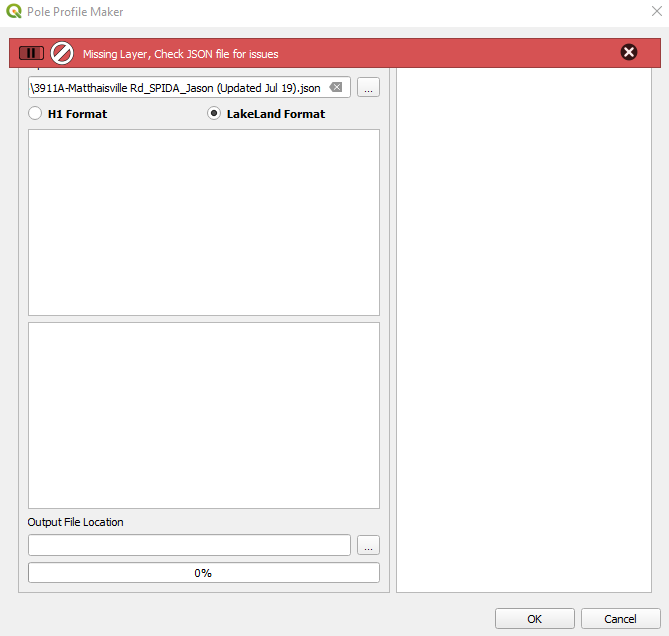 Pole Profile Maker
Missing Layer, Check JSON file for issues
\3911A-Matthaisville Rd_SPIDA_Jason (Updated Jul 19).json
...
H1 Format
LakeLand Format
Output File Location
...
0%
OK
Cancel